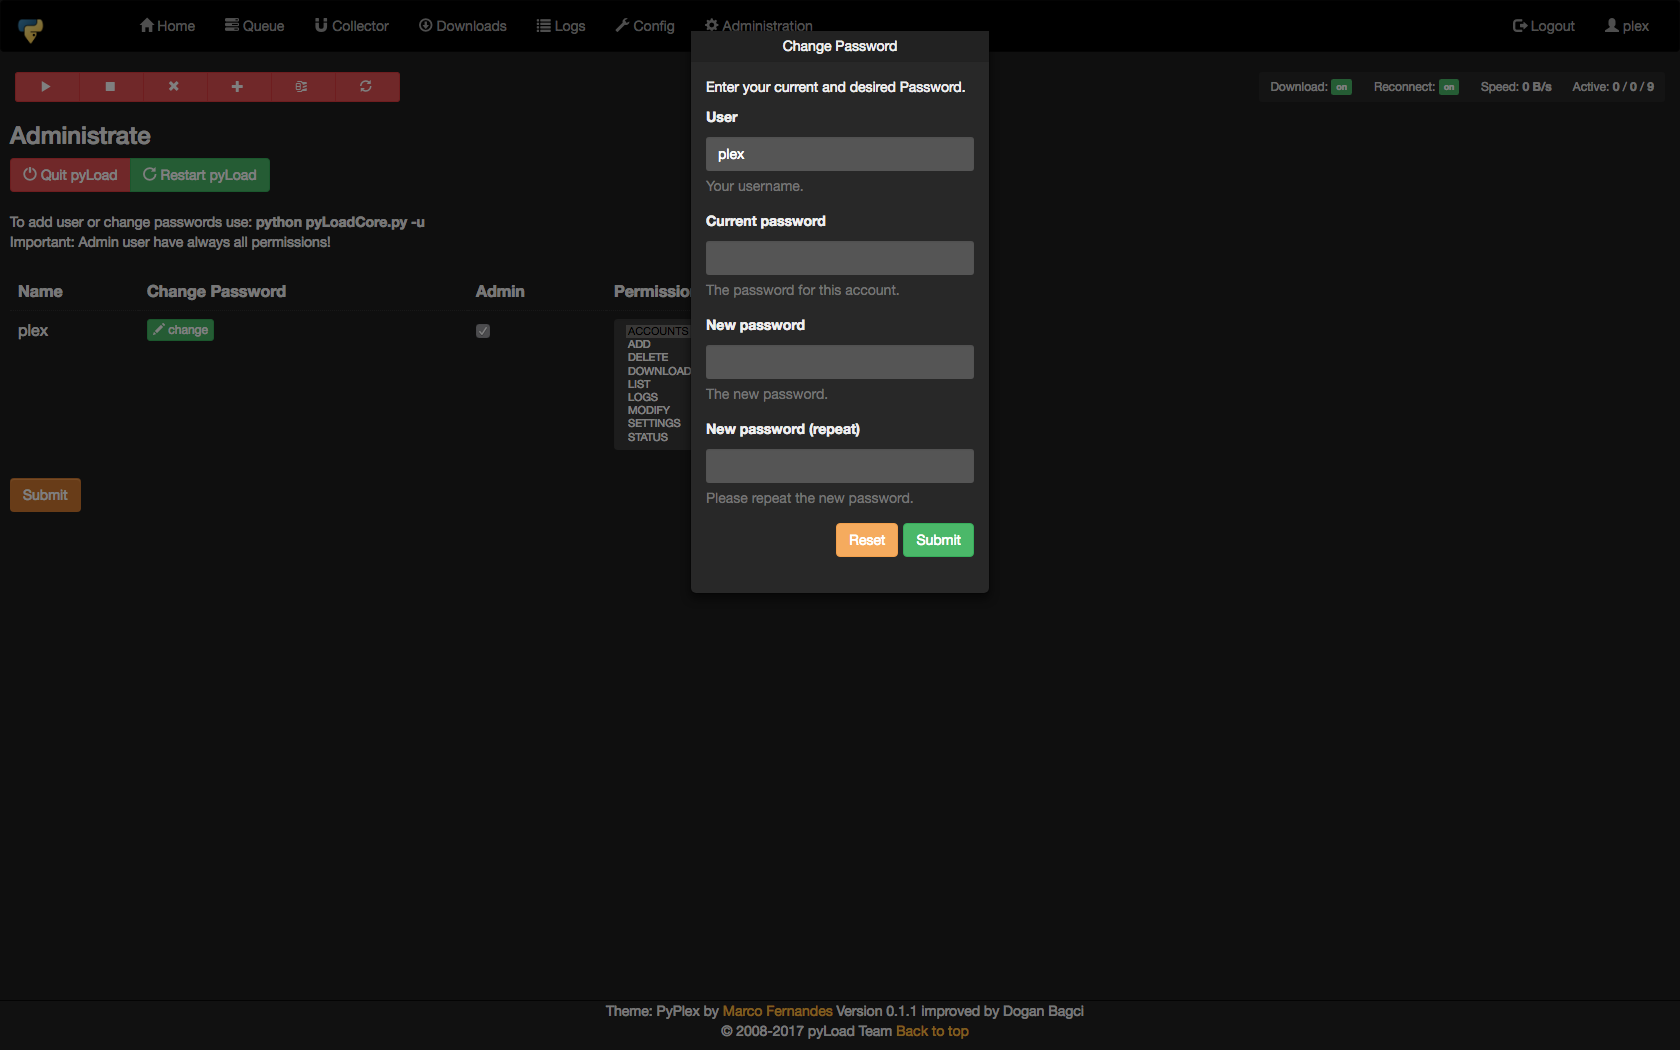 Home Queue Collector Downloads Logs Config Administration Logout plex
Download: on Reconnect: on Speed: 0 B/s Active: 0 / 0 / 9
Administrate
Quit pyLoad Restart pyLoad
To add user or change passwords use: python pyLoadCore.py -u
Important: Admin user have always all permissions!
Name Change Password Admin Permissio
plex change
ACCOUNTS
ADD
DELETE
DOWNLOAD
LIST
LOGS
MODIFY
SETTINGS
STATUS
Submit
Change Password
Enter your current and desired Password.
User
plex
Your username.
Current password
The password for this account.
New password
The new password.
New password (repeat)
Please repeat the new password.
Reset Submit
Theme: PyPlex by Marco Fernandes Version 0.1.1 improved by Dogan Bagci
© 2008-2017 pyLoad Team Back to top